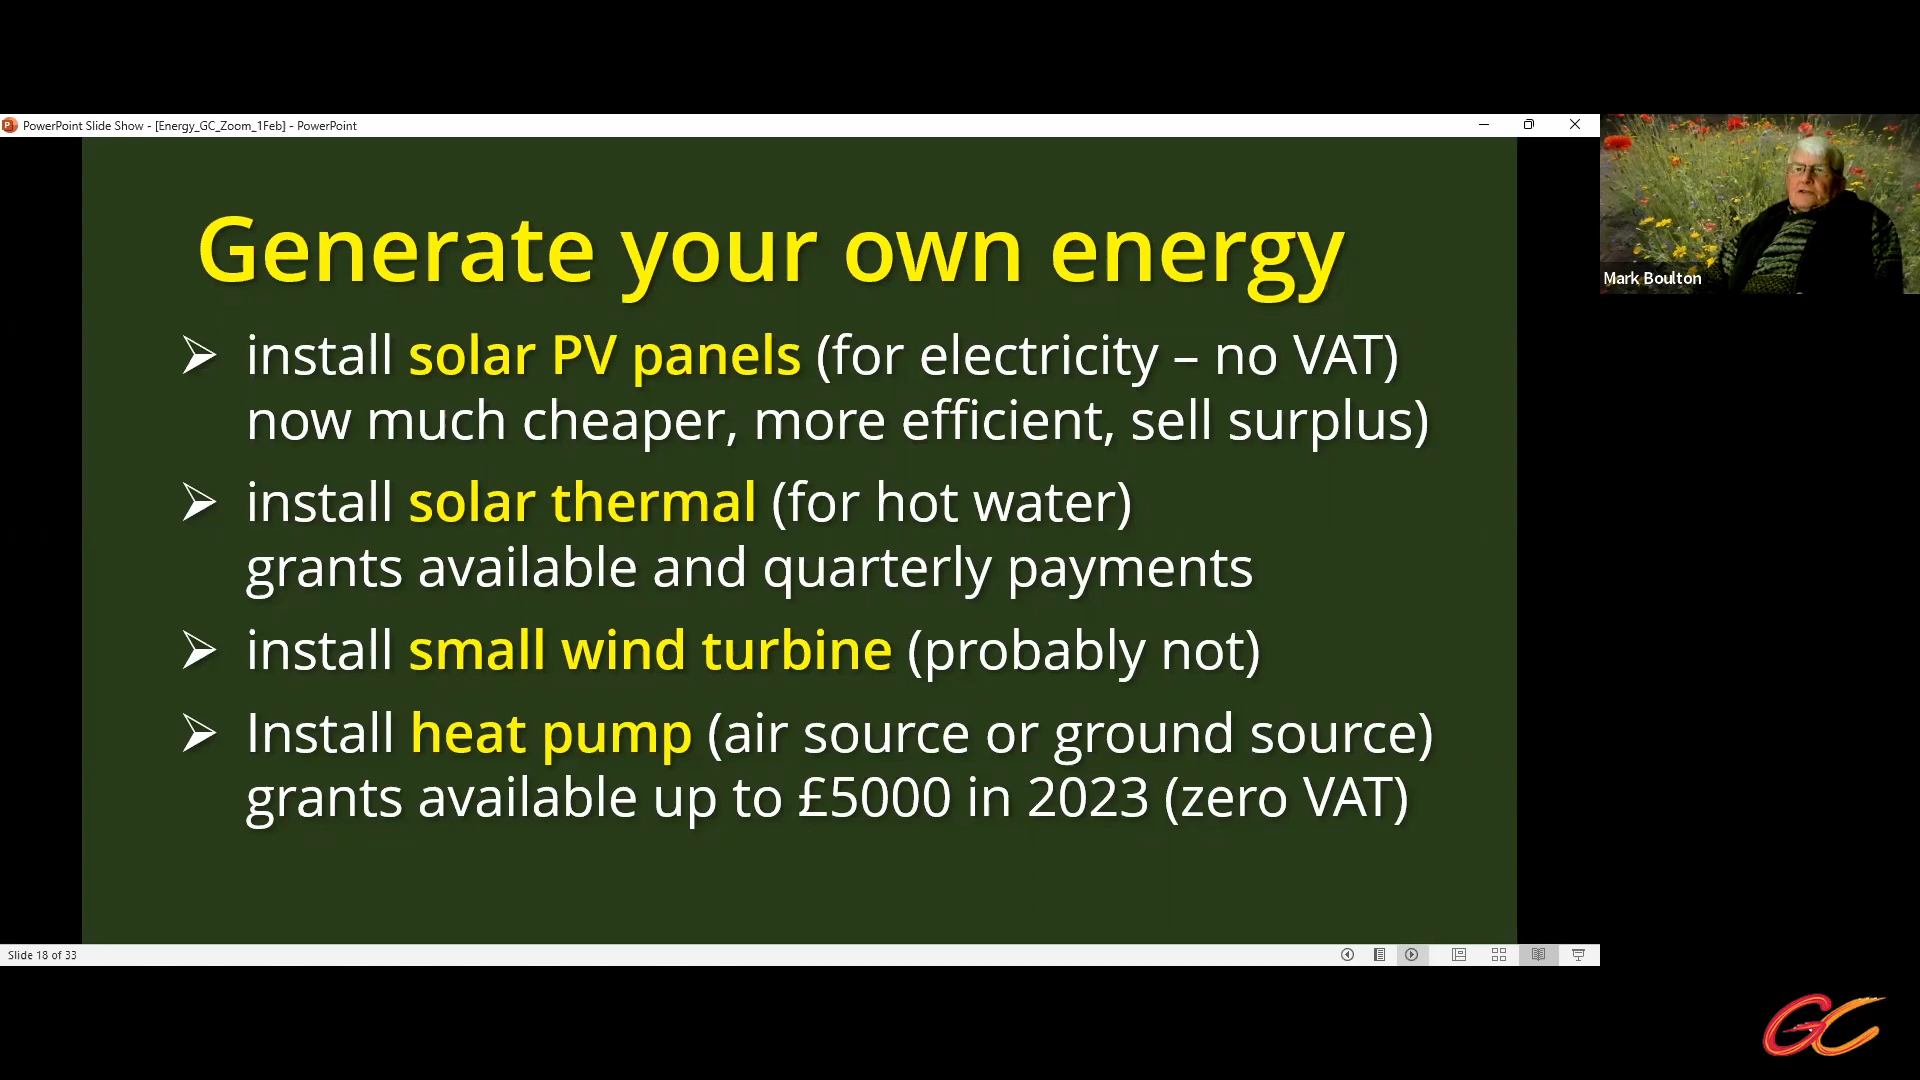 PowerPoint Slide Show - [Energy_GC_Zoom_1Feb] - PowerPoint
Generate your own energy
install solar PV panels (for electricity – no VAT)
now much cheaper, more efficient, sell surplus)
install solar thermal (for hot water)
grants available and quarterly payments
install small wind turbine (probably not)
Install heat pump (air source or ground source)
grants available up to £5000 in 2023 (zero VAT)
Slide 18 of 33
Mark Boulton
GC